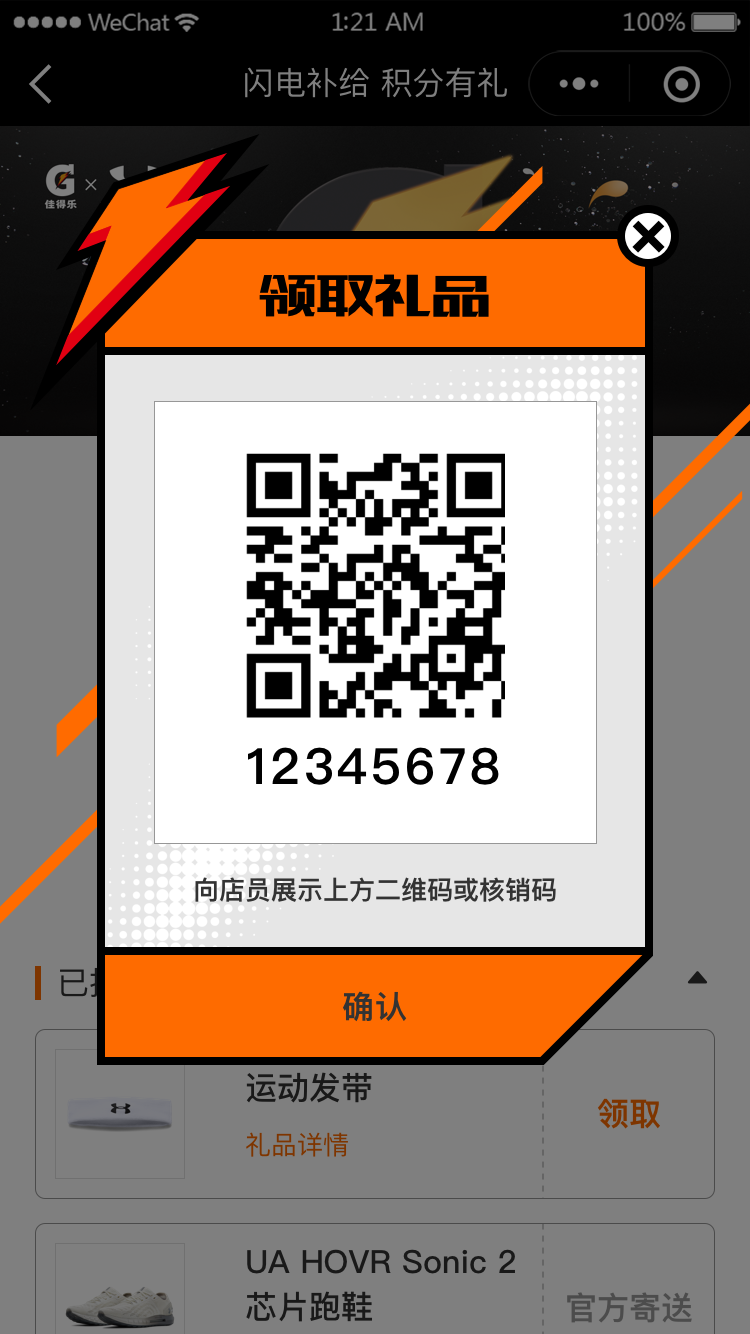 WeChat
1:21 AM
100%
闪电补给 积分有礼
G ×
佳得乐
领取礼品
12345678
向店员展示上方二维码或核销码
确认
已
运动发带
礼品详情
领取
UA HOVR Sonic 2
芯片跑鞋
官方寄送